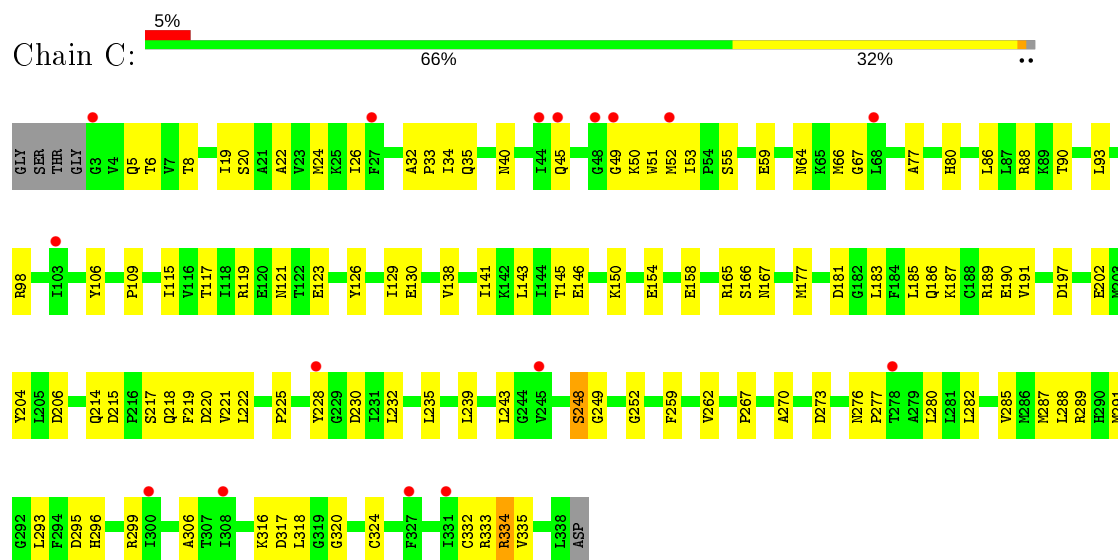 5%
Chain C:
66% 32% ••
GLY SER THR GLY G3 V4 Q5 T6 V7 T8 I19 S20 A21 A22 V23 M24 K25 I26 F27 A32 P33 I34 Q35 N40 I44 Q45 G48 G49 K50 W51 M52 I53 P54 S55 E59 N64 K65 M66 G67 L68 A77 H80 L86 L87 R88 K89 T90 L93
R98 I103 Y106 P109 I115 V116 T117 I118 R119 E120 N121 T122 E123 Y126 I129 E130 V138 I141 K142 L143 I144 T145 E146 K150 E154 E158 R165 S166 N167 M177 D181 G182 L183 F184 L185 Q186 K187 C188 R189 E190 V191 D197 E202 M203
Y204 L205 D206 Q214 D215 P216 S217 Q218 F219 D220 V221 L222 P225 Y228 G229 D230 I231 L232 L235 L239 L243 G244 V245 S248 G249 G252 F259 V262 P267 A270 D273 N276 P277 T278 A279 L280 L281 L282 V285 M286 M287 L288 R289 H290 M291
G292 L293 F294 D295 H296 R299 I300 A306 T307 I308 K316 D317 L318 G319 G320 C324 F327 I331 C332 R333 R334 V335 L338 ASP